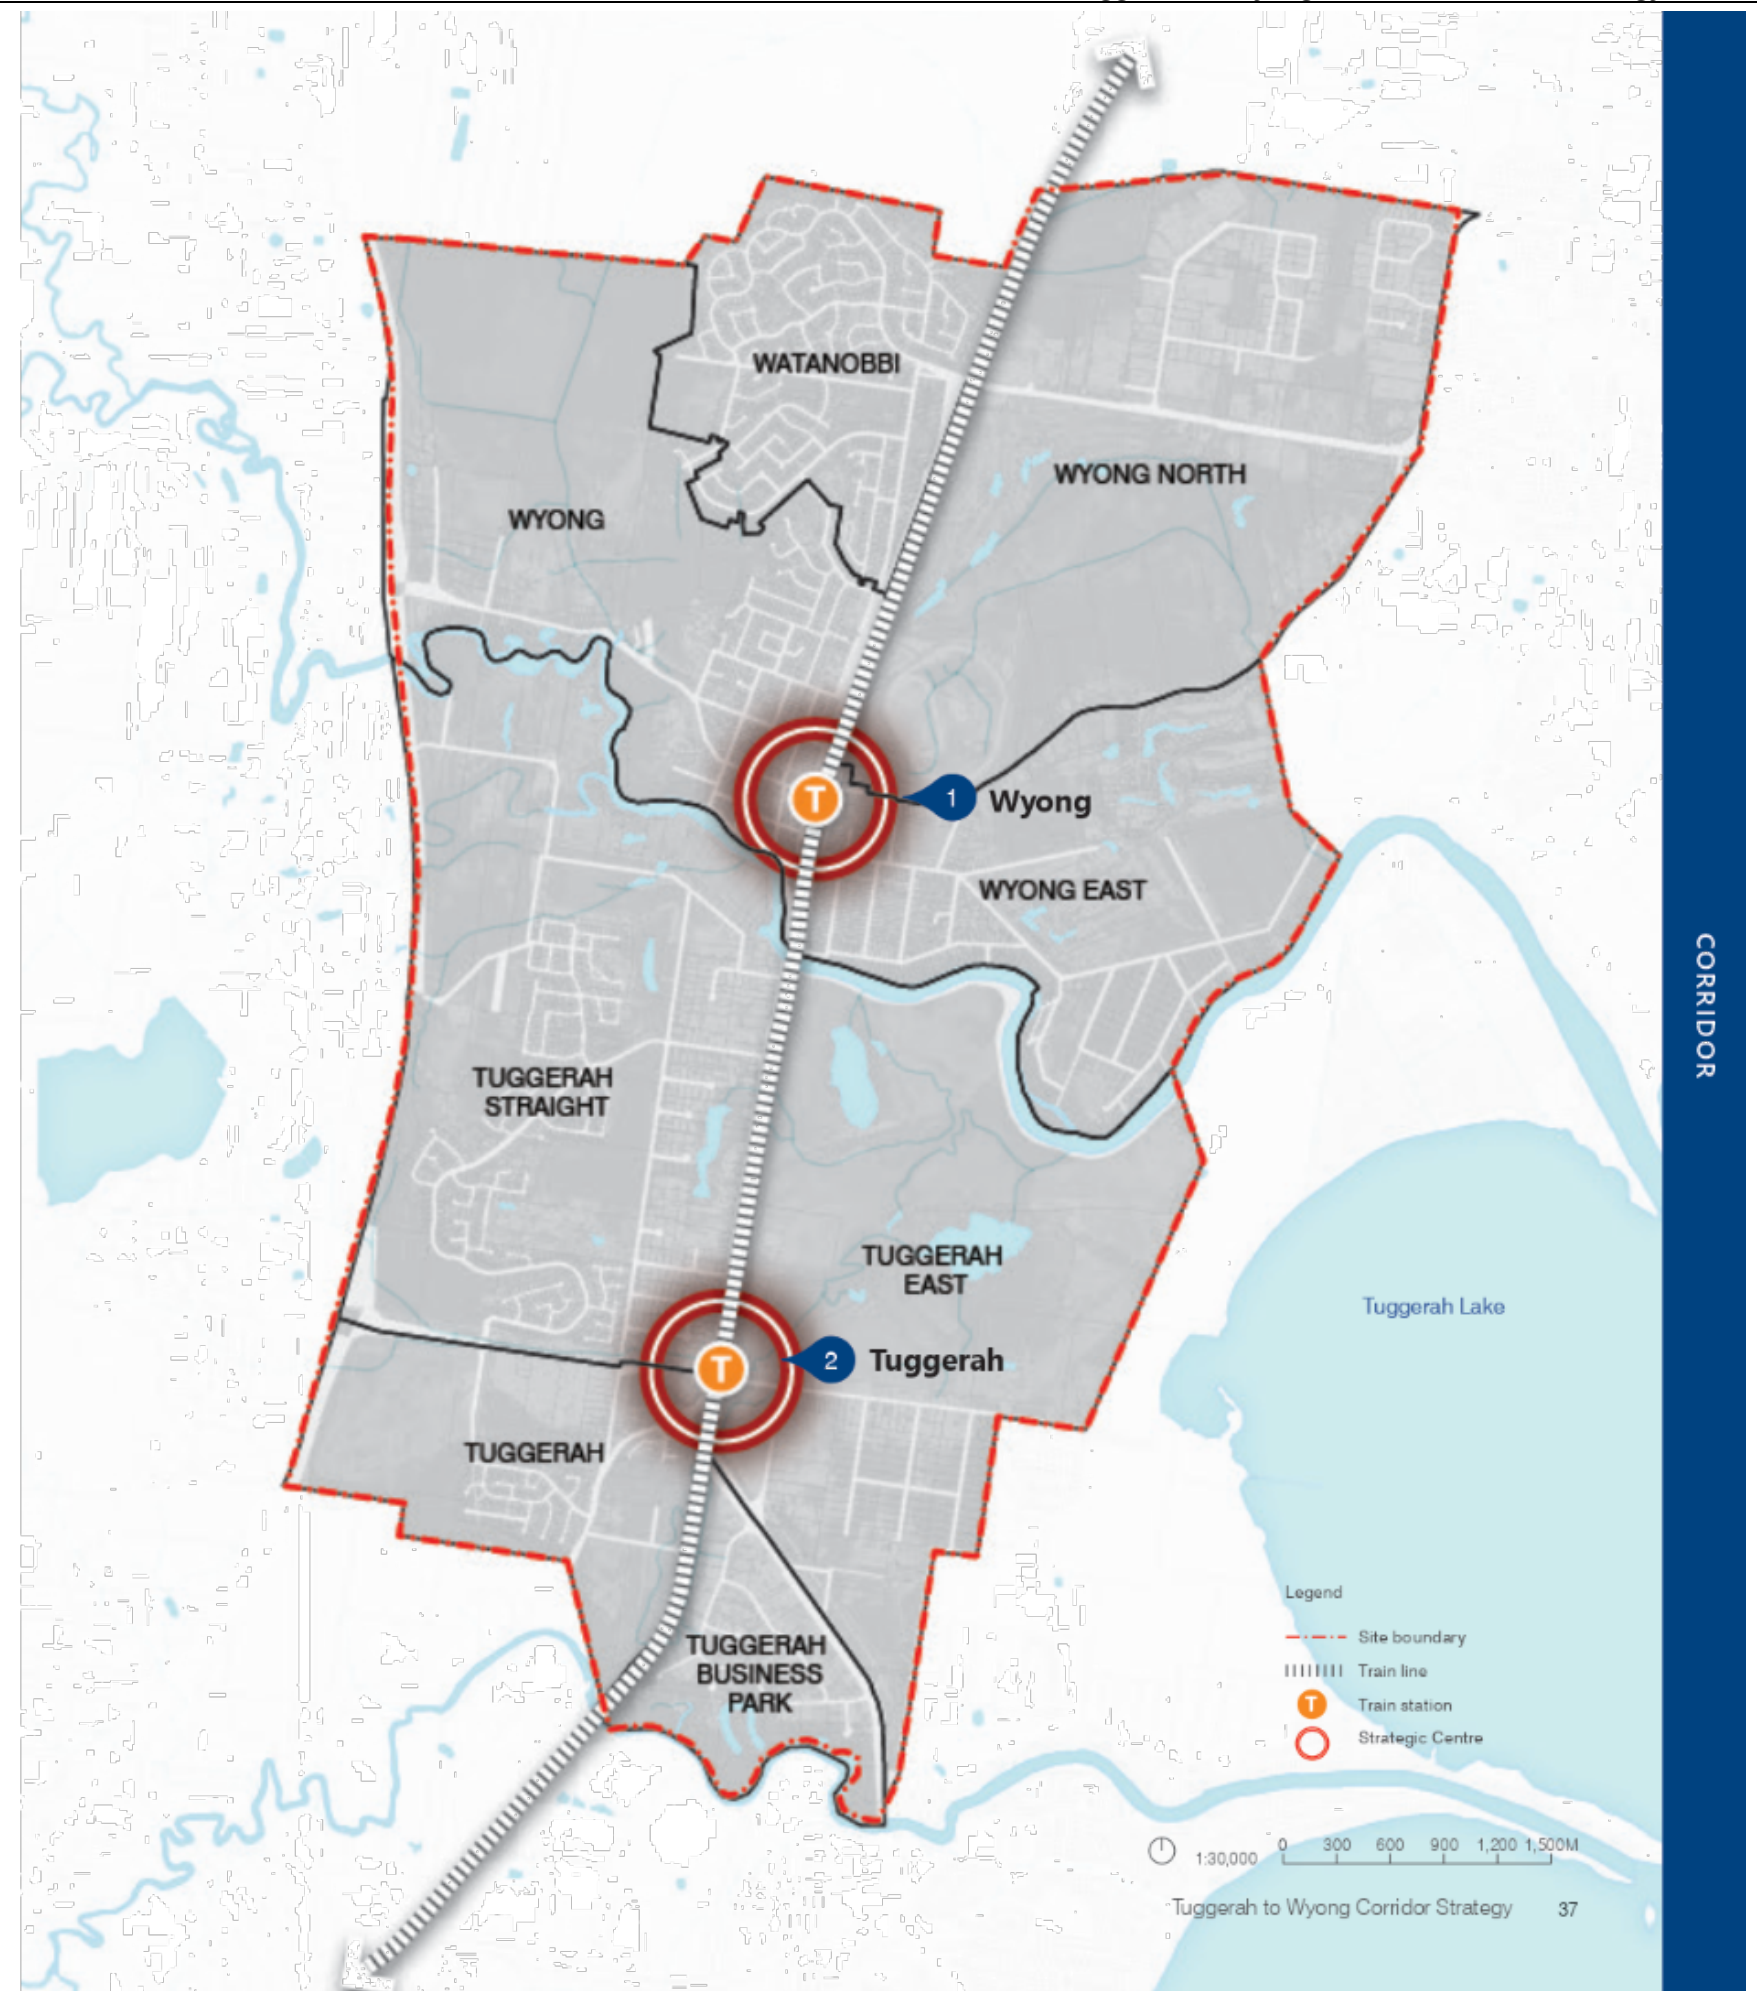 WATANOBBI
WYONG NORTH
WYONG
T
1
Wyong
WYONG EAST
CORRIDOR
TUGGERAH
STRAIGHT
TUGGERAH
EAST
Tuggerah Lake
T
2
Tuggerah
TUGGERAH
TUGGERAH
BUSINESS
PARK
Legend
Site boundary
Train line
T Train station
Strategic Centre
0 300 600 900 1,200 1,500M
1:30,000
Tuggerah to Wyong Corridor Strategy 37